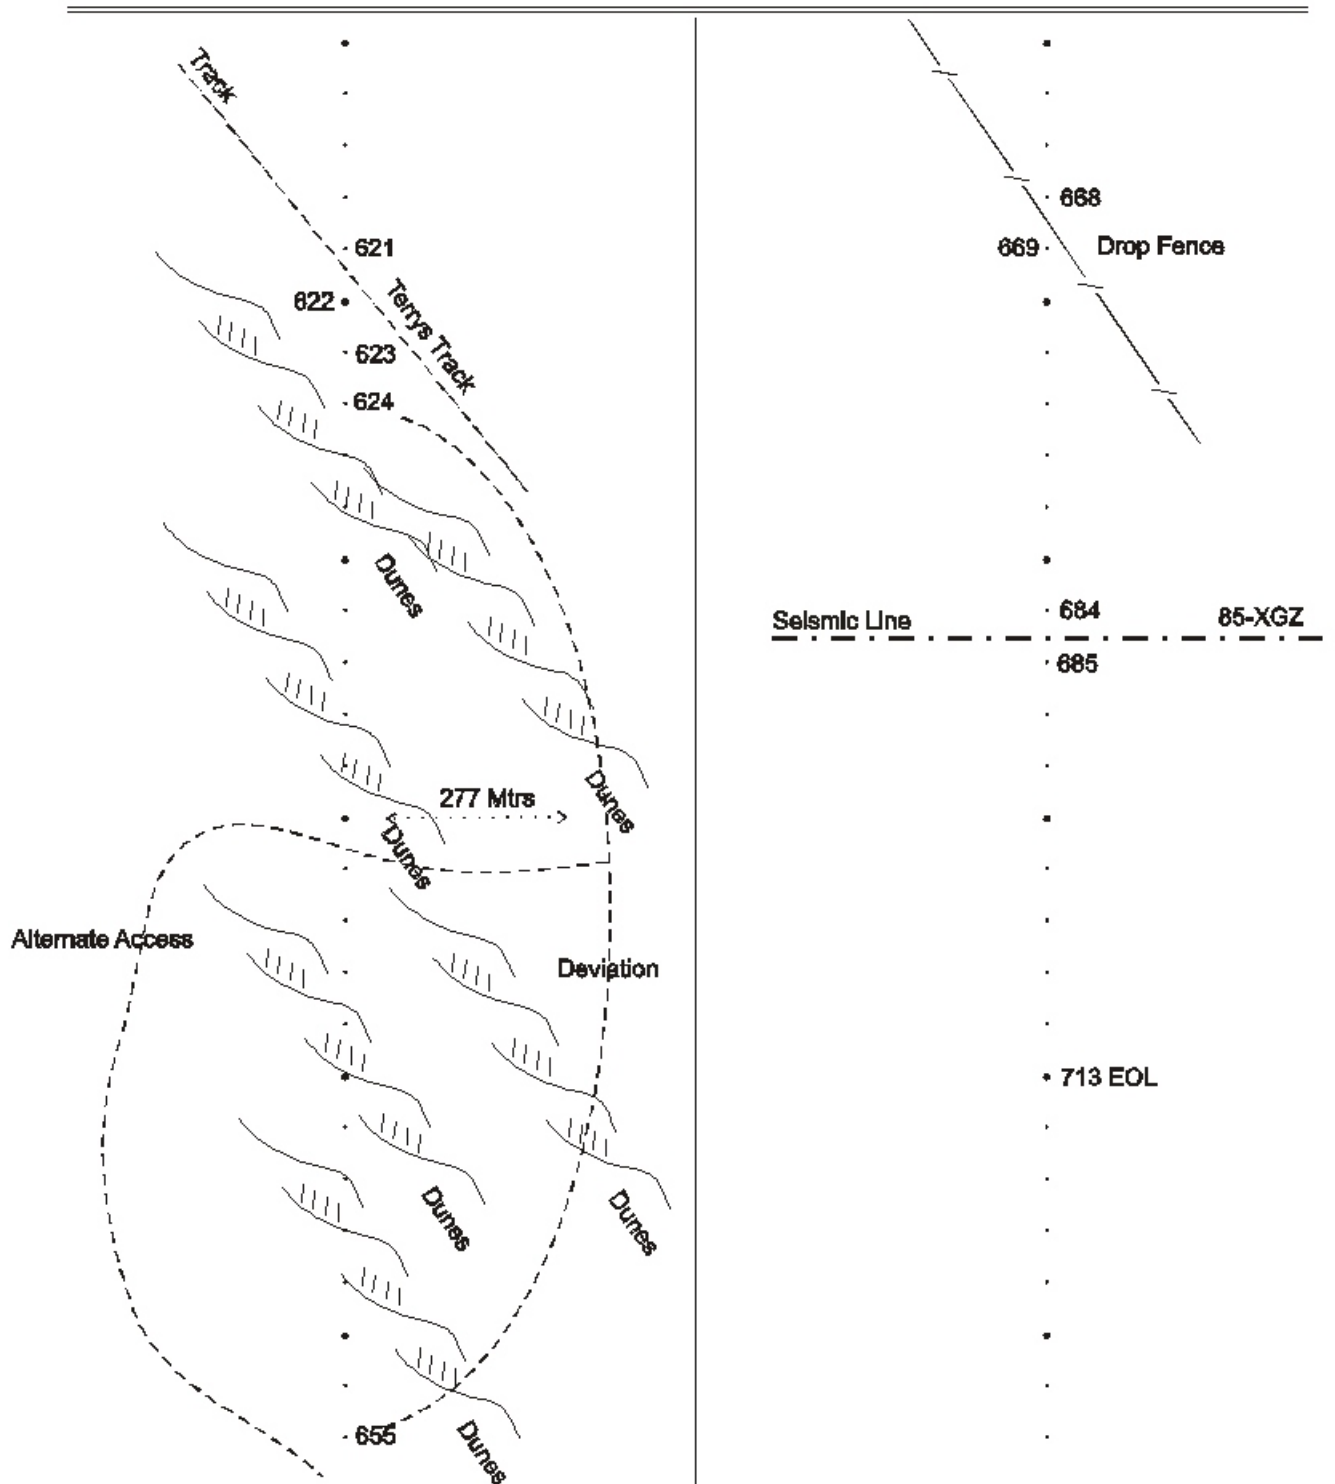 Track
621
622
Terrys Track
623
624
Dunes
277 Mtrs
Dunes
Dunes
Alternate Access
Deviation
Dunes
Dunes
655
Dunes
668
669
Drop Fence
684
Seismic Line
85-XGZ
685
713 EOL